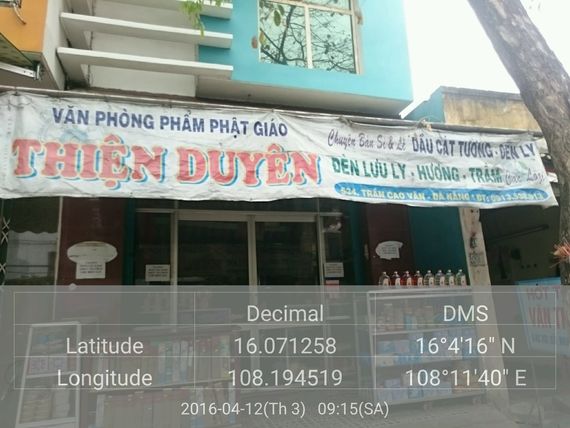 VĂN PHÒNG PHẨM PHẬT GIÁO
THIỆN DUYÊN
Chuyên Bán Sỉ & Lẻ DẦU CÁT TƯỜNG - ĐÈN LY
ĐÈN LƯU LY - HƯƠNG - TRẦM
524. TRẦN CAO VÂN - ĐÀ NẴNG * ĐT:
Decimal DMS
Latitude 16.071258 16°4'16" N
Longitude 108.194519 108°11'40" E
2016-04-12(Th 3) 09:15(SA)